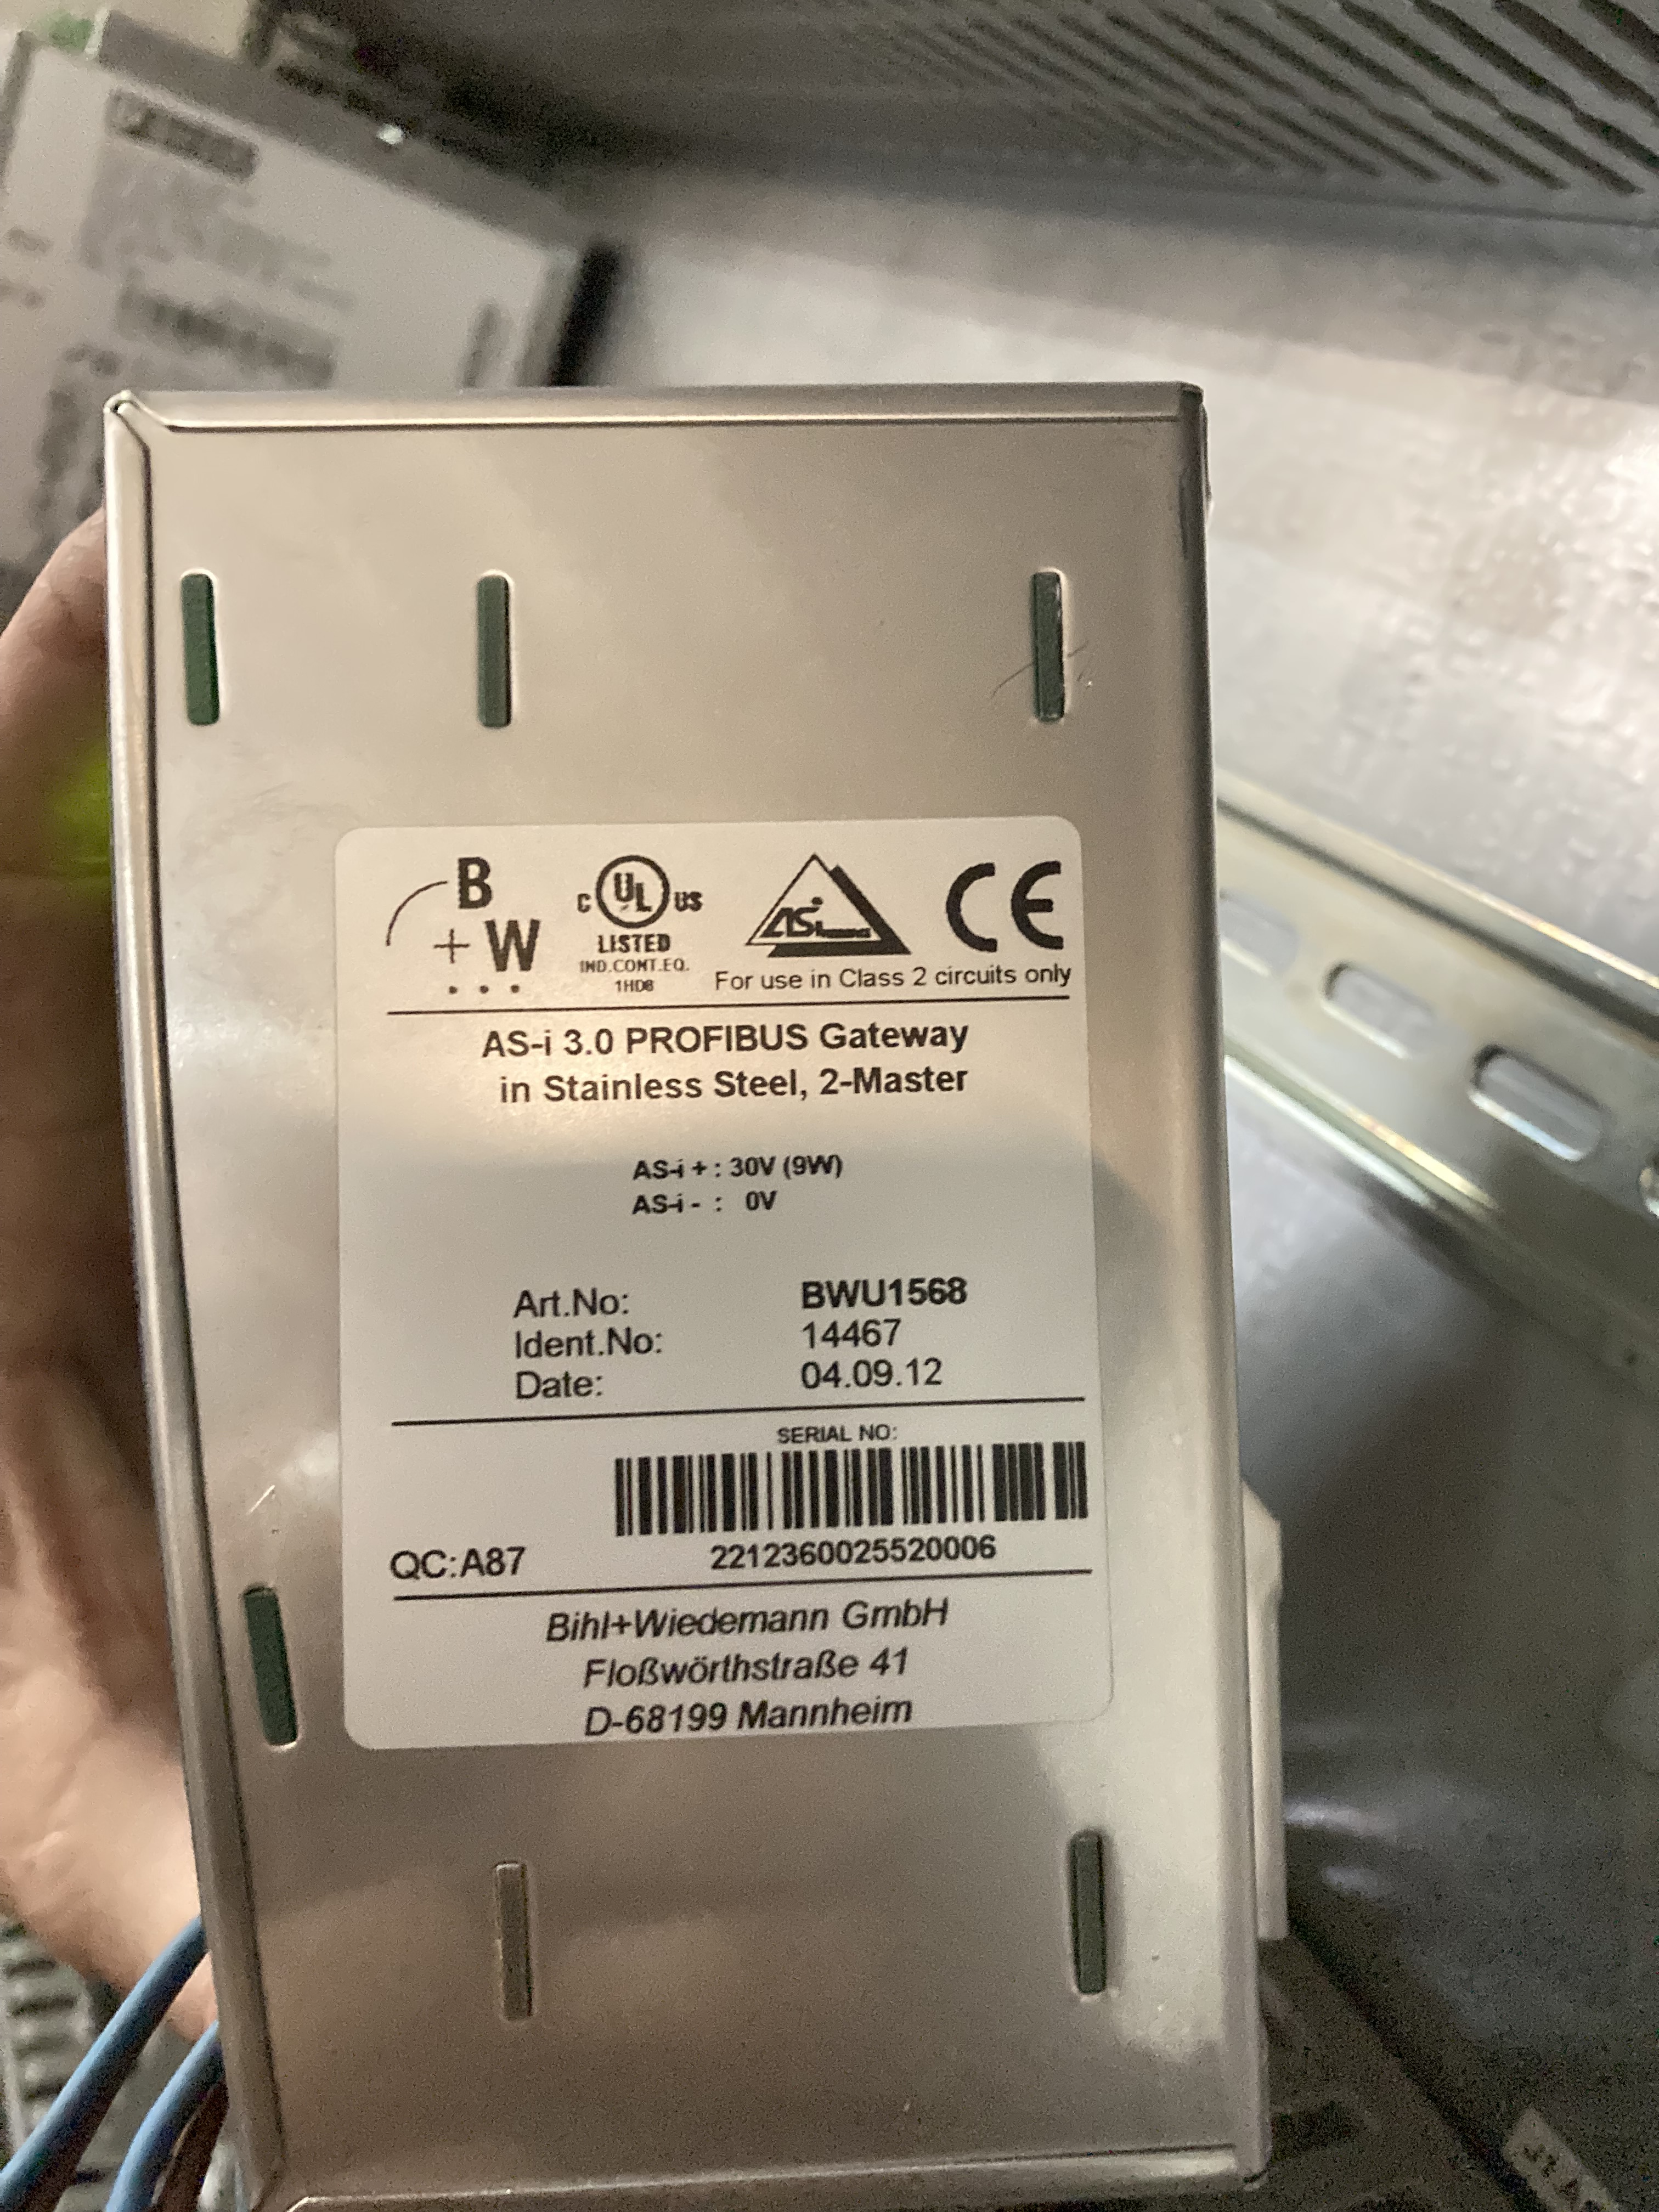 B
+ W
C UL US
LISTED
IND.CONT.EQ.
1HD8
ASi
CE
For use in Class 2 circuits only
AS-i 3.0 PROFIBUS Gateway
in Stainless Steel, 2-Master
AS-i + : 30V (9W)
AS-i - : 0V
Art.No: BWU1568
Ident.No: 14467
Date: 04.09.12
SERIAL NO:
QC:A87 2212360025520006
Bihl+Wiedemann GmbH
Floßwörthstraße 41
D-68199 Mannheim